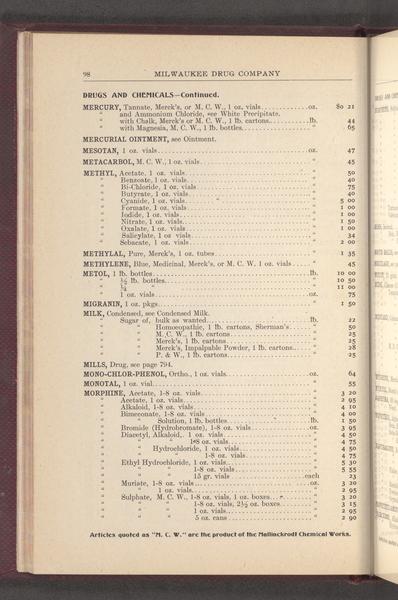 98 MILWAUKEE DRUG COMPANY
DRUGS AND CHEMICALS—Continued.
MERCURY, Tannate, Merck's, or M. C. W., 1 oz. vials oz. $0 21
" and Ammonium Chloride, see White Precipitate.
" with Chalk, Merck's or M. C. W., 1 lb. cartons lb. 44
" with Magnesia, M. C. W., 1 lb. bottles " 65
MERCURIAL OINTMENT, see Ointment.
MESOTAN, 1 oz. vials oz. 47
METACARBOL, M. C. W., 1 oz. vials " 45
METHYL, Acetate, 1 oz. vials " 50
" Benzoate, 1 oz. vials " 40
" Bi-Chloride, 1 oz. vials " 75
" Butyrate, 1 oz. vials " 40
" Cyanide, 1 oz. vials " 5 00
" Formate, 1 oz. vials " 1 00
" Iodide, 1 oz. vials " 1 00
" Nitrate, 1 oz. vials " 1 50
" Oxalate, 1 oz. vials " 1 00
" Salicylate, 1 oz. vials " 34
" Sebacate, 1 oz. vials " 2 00
METHYLAL, Pure, Merck's, 1 oz. tubes " 1 35
METHYLENE, Blue, Medicinal, Merck's, or M. C. W. 1 oz. vials " 45
METOL, 1 lb. bottles lb. 10 00
" ½ lb. bottles " 10 50
" ¼ " " 11 00
" 1 oz. vials oz. 75
MIGRANIN, 1 oz. pkgs. " 1 50
MILK, Condensed, see Condensed Milk.
" Sugar of, bulk as wanted lb. 22
" " Homoeopathic, 1 lb. cartons, Sherman's " 50
" " M. C. W., 1 lb. cartons " 25
" " Merck's, 1 lb. cartons " 25
" " Merck's, Impalpable Powder, 1 lb. cartons " 28
" " P. & W., 1 lb. cartons " 25
MILLS, Drug, see page 794.
MONO-CHLOR-PHENOL, Ortho., 1 oz. vials oz. 64
MONOTAL, 1 oz. vial " 55
MORPHINE, Acetate, 1-8 oz. vials " 3 20
" Acetate, 1 oz. vials " 2 95
" Alkaloid, 1-8 oz. vials " 4 10
" Bimeconate, 1-8 oz. vials " 4 00
" " Solution, 1 lb. bottles lb. 1 50
" Bromide (Hydrobromate), 1-8 oz. vials oz. 3 95
" Diacetyl, Alkaloid, 1 oz. vials " 4 50
" " " 1-8 oz. vials " 4 75
" " Hydrochloride, 1 oz. vials " 4 50
" " " 1-8 oz. vials " 4 75
" Ethyl Hydrochloride, 1 oz. vials " 5 30
" " " 1-8 oz. vials " 5 55
" " " 15 gr. vials each 23
" Muriate, 1-8 oz. vials oz. 3 20
" " 1 oz. vials " 2 95
" Sulphate, M. C. W., 1-8 oz. vials, 1 oz. boxes " 3 20
" " " 1-8 oz. vials, 2½ oz. boxes " 3 15
" " " 1 oz. vials " 2 95
" " " 5 oz. cans " 2 90
Articles quoted as "M. C. W." are the product of the Mallinckrodt Chemical Works.